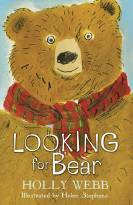 LOOKING
for Bear
HOLLY WEBB
Illustrated by Helen Stephens